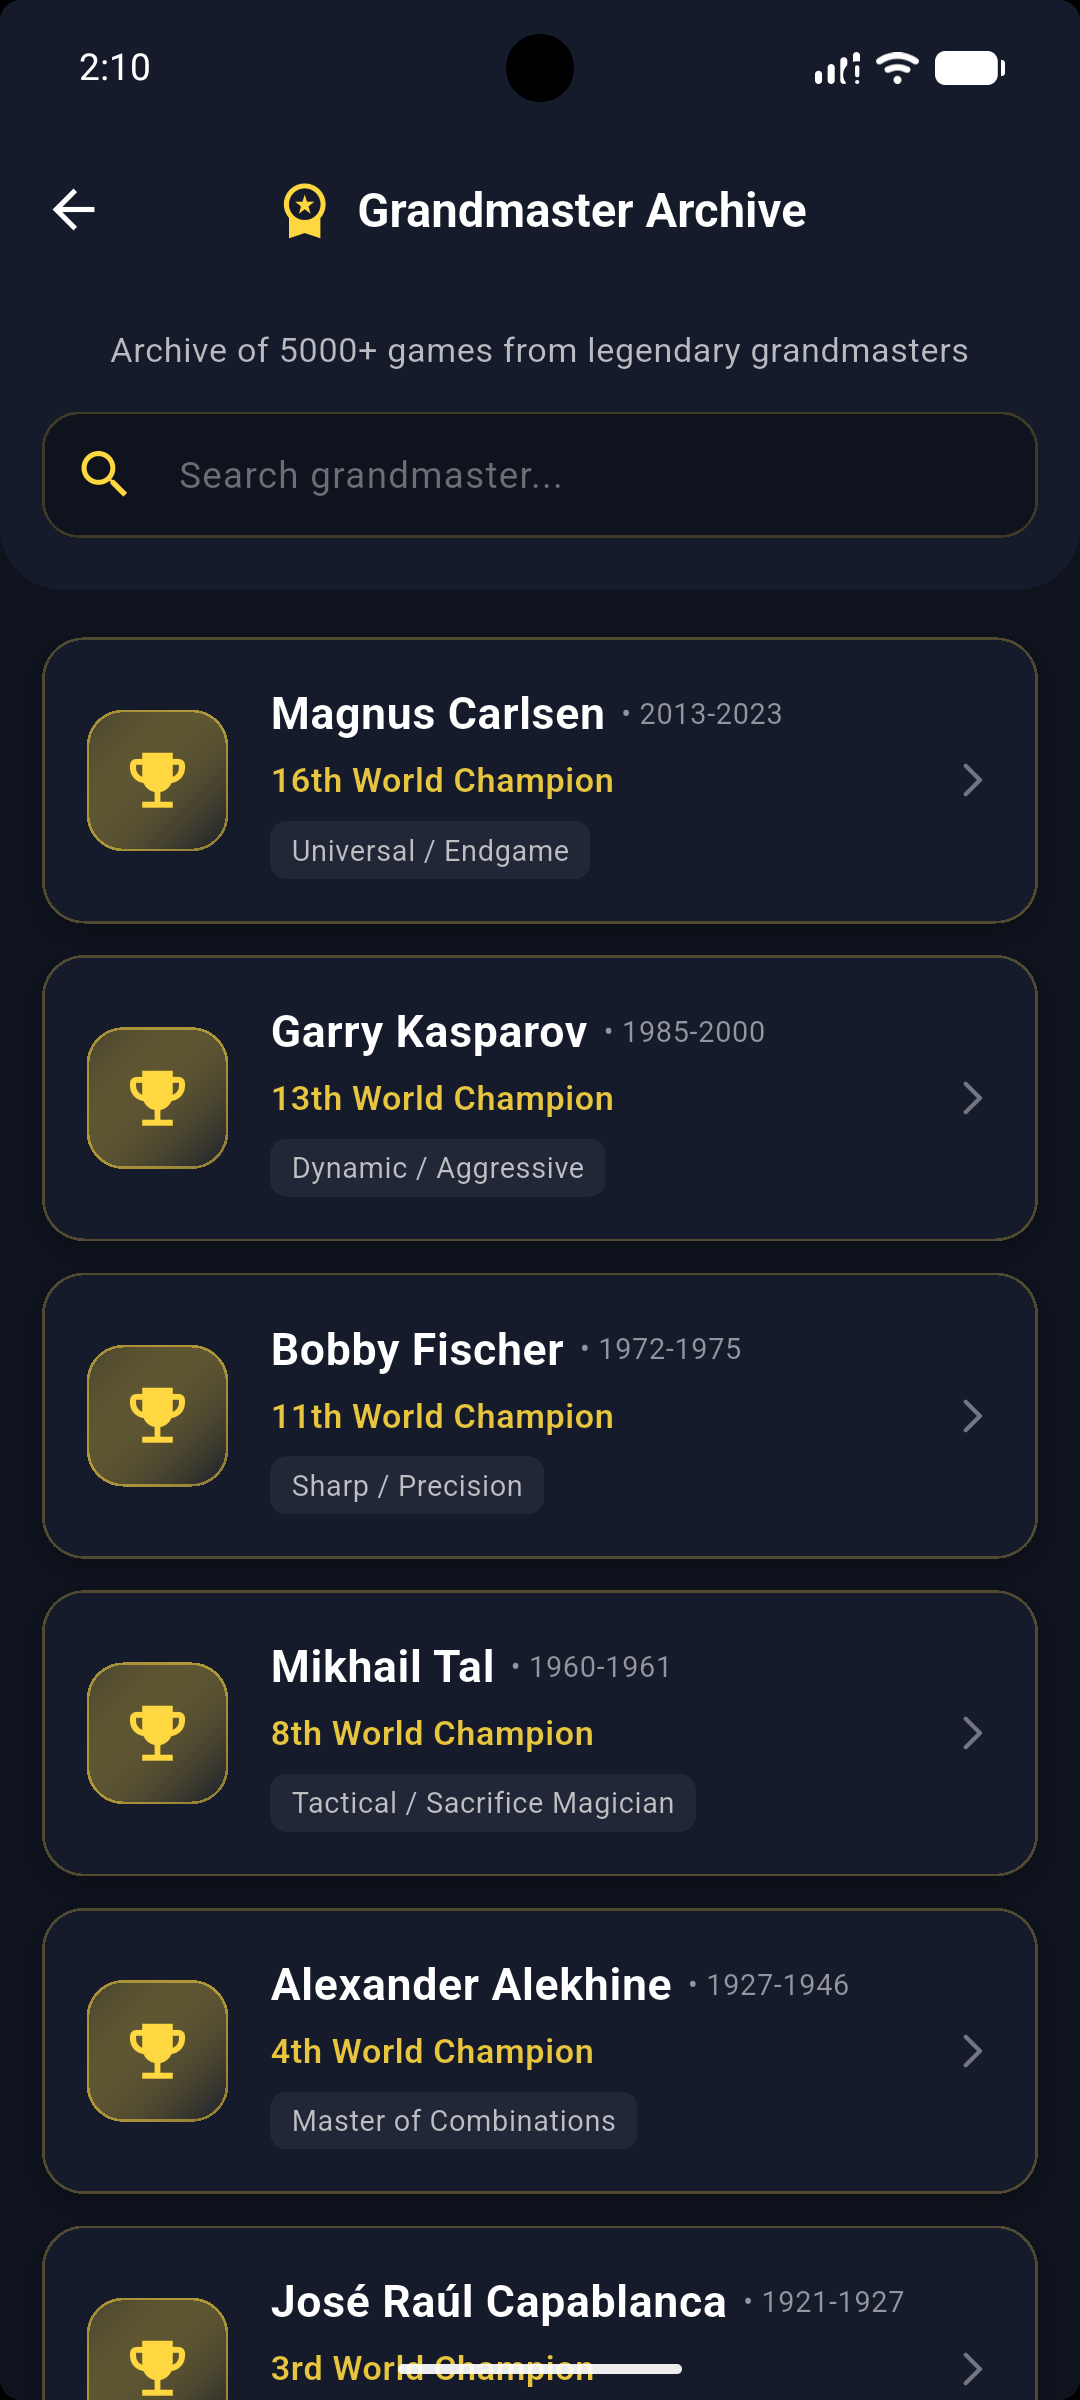 2:10
Grandmaster Archive
Archive of 5000+ games from legendary grandmasters
Search grandmaster...
Magnus Carlsen • 2013-2023
16th World Champion
Universal / Endgame
Garry Kasparov • 1985-2000
13th World Champion
Dynamic / Aggressive
Bobby Fischer • 1972-1975
11th World Champion
Sharp / Precision
Mikhail Tal • 1960-1961
8th World Champion
Tactical / Sacrifice Magician
Alexander Alekhine • 1927-1946
4th World Champion
Master of Combinations
José Raúl Capablanca • 1921-1927
3rd World Champion